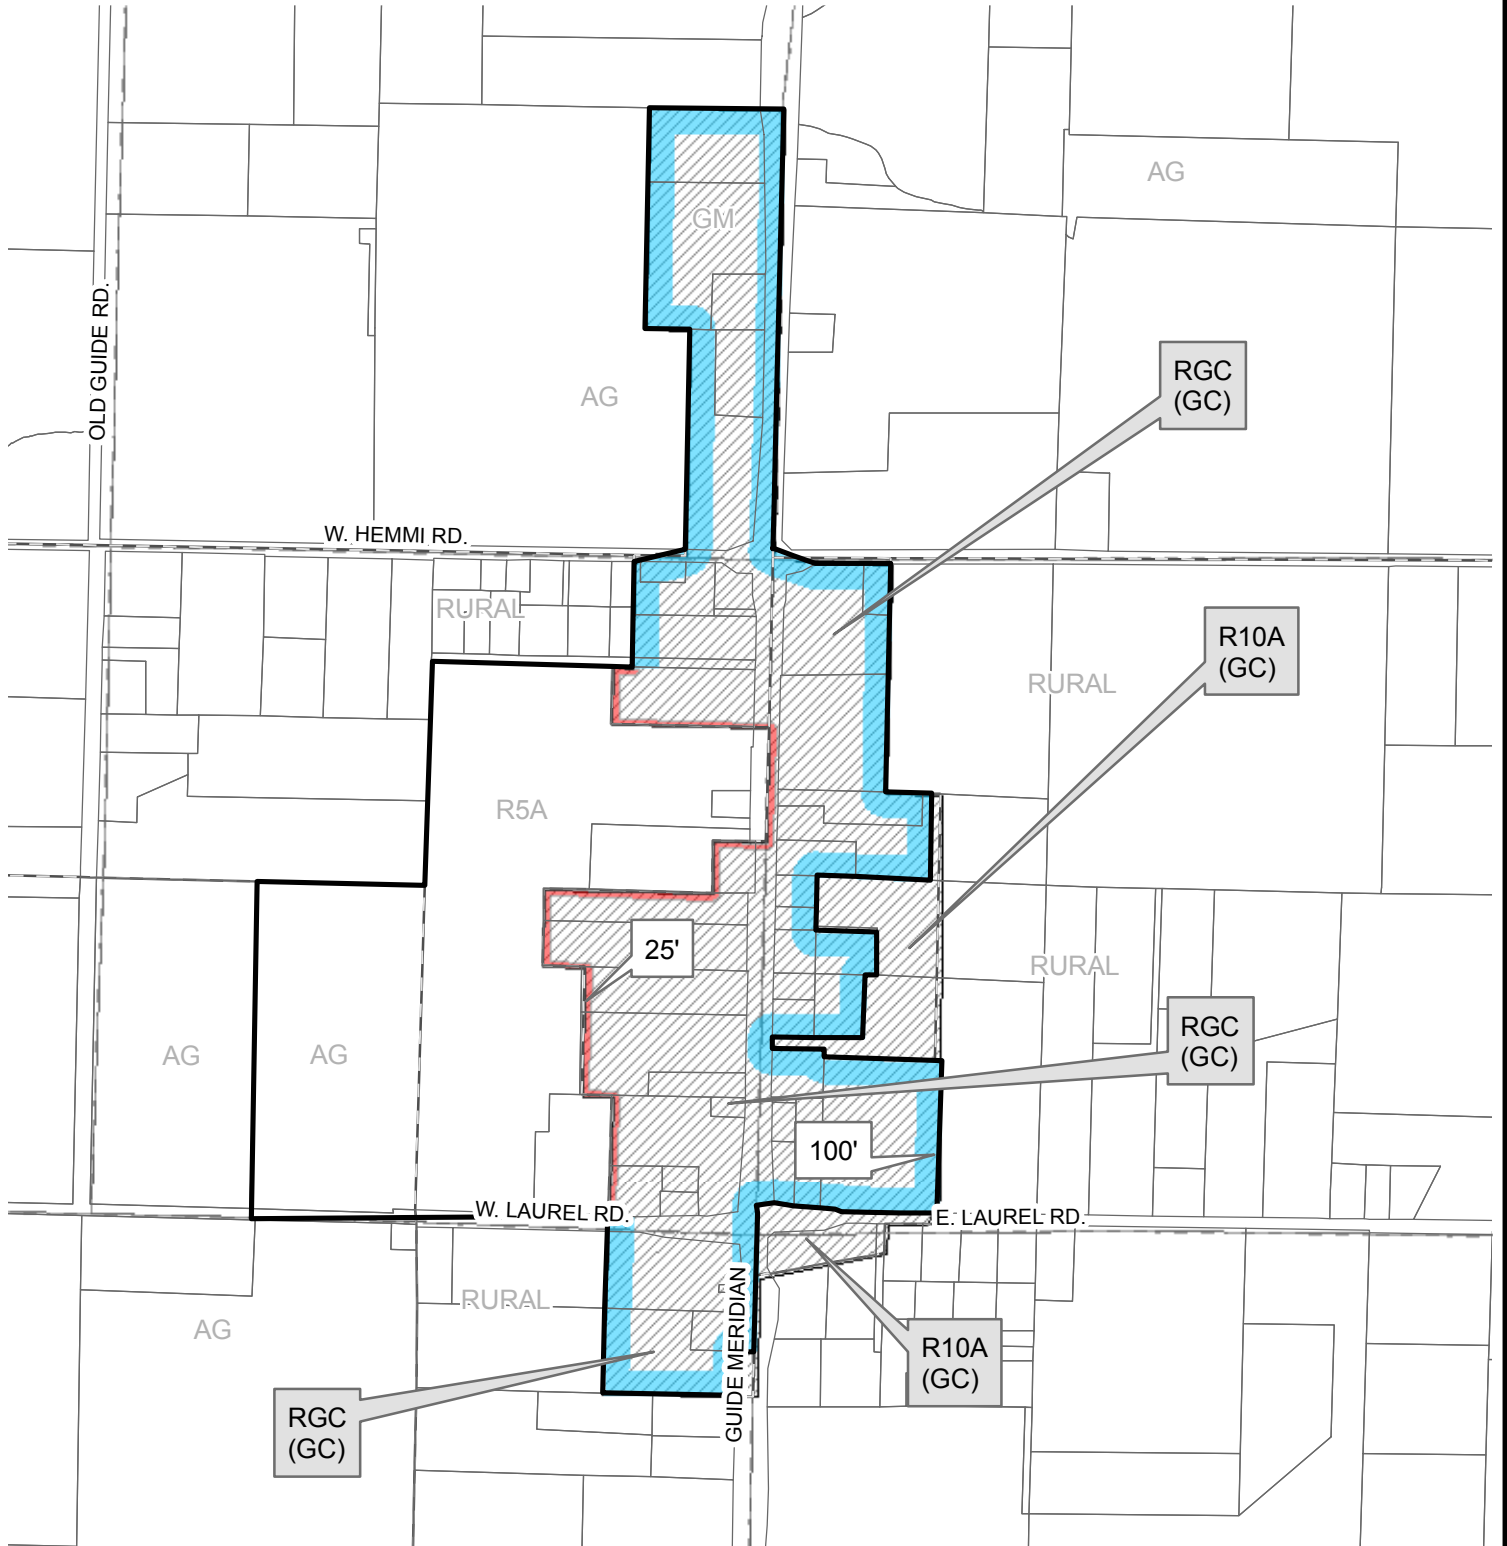 AG
GM
OLD GUIDE RD.
RGC
(GC)
AG
W. HEMMI RD.
RURAL
R10A
(GC)
RURAL
R5A
25'
RURAL
RGC
(GC)
AG
AG
100'
W. LAUREL RD.
E. LAUREL RD.
RURAL
AG
GUIDE MERIDIAN
R10A
(GC)
RGC
(GC)